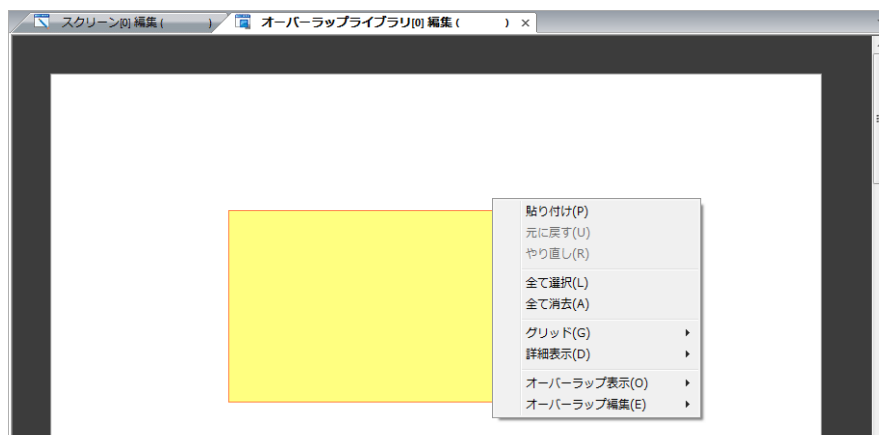 スクリーン[0] 編集 (　　　)
オーバーラップライブラリ[0] 編集 (　　　) ×
貼り付け(P)
元に戻す(U)
やり直し(R)
全て選択(L)
全て消去(A)
グリッド(G)
詳細表示(D)
オーバーラップ表示(O)
オーバーラップ編集(E)